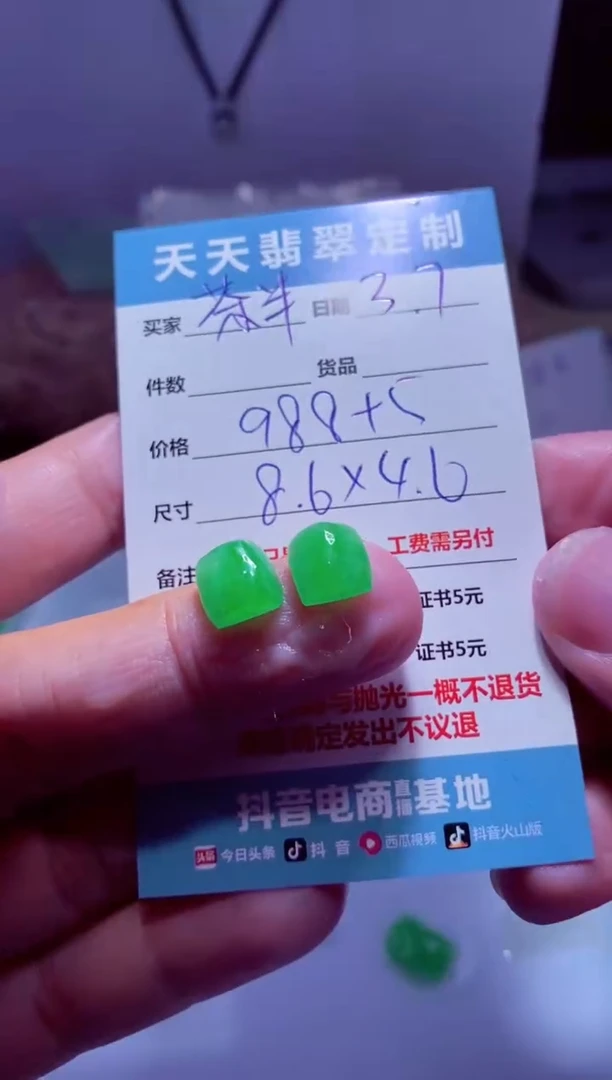 天天翡翠定制
买家 茶半 日期 3.7
件数 货品
价格 988+5
尺寸 8.6×4.6
备注 工费需另付
证书5元
证书5元
与抛光一概不退货
定发出不议退
抖音电商直播基地
头条 今日头条 抖音 西瓜视频 抖音火山版